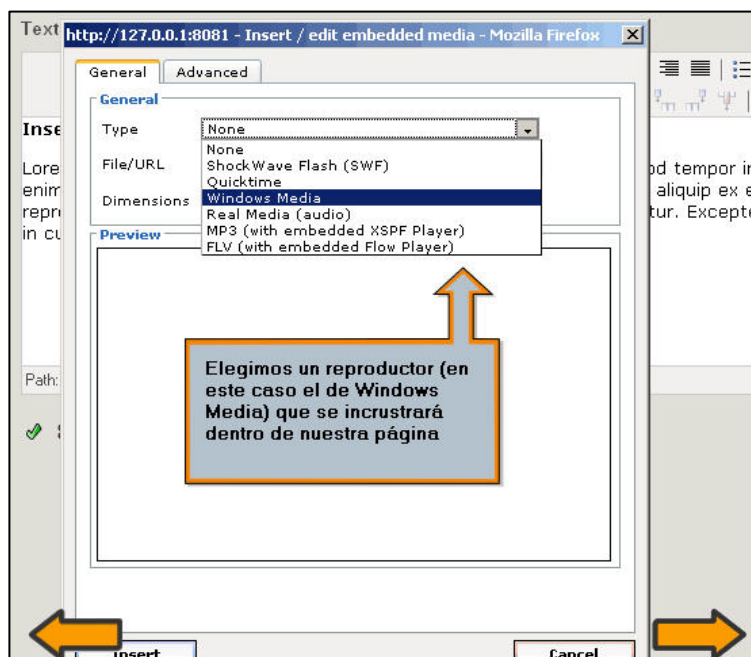 Text
http://127.0.0.1:8081 - Insert / edit embedded media - Mozilla Firefox
General Advanced
General
Type None
None
ShockWave Flash (SWF)
Quicktime
Windows Media
Real Media (audio)
MP3 (with embedded XSPF Player)
FLV (with embedded Flow Player)
File/URL
Dimensions
Preview
Elegimos un reproductor (en
este caso el de Windows
Media) que se incrustrará
dentro de nuestra página
Inse
Lore od tempor in
enim aliquip ex e
repr tur. Excepte
in cu
Path:
Insert Cancel